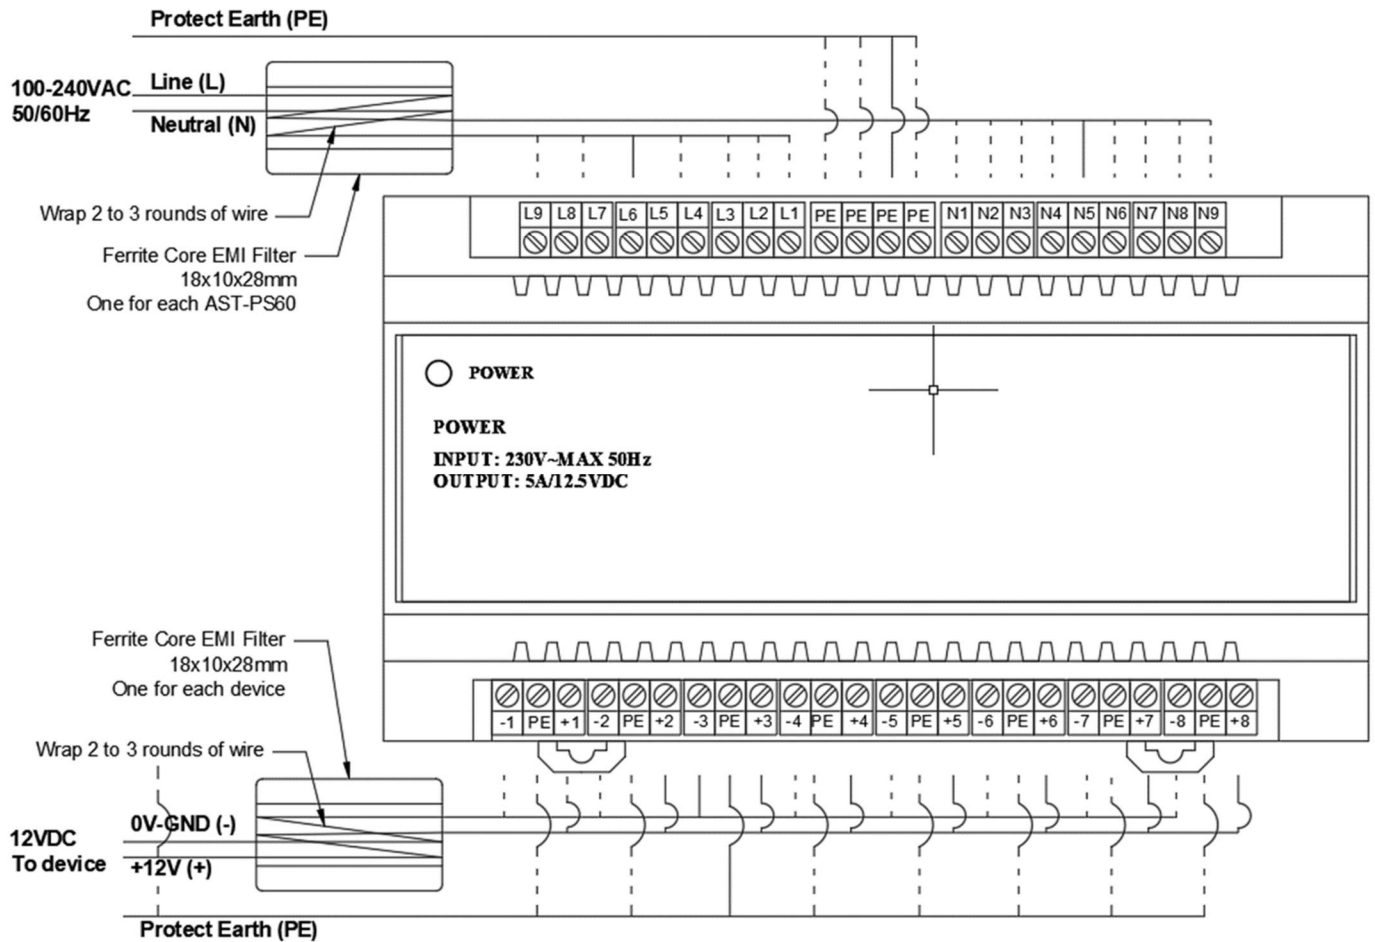 Protect Earth (PE)
100-240VAC
50/60Hz
Line (L)
Neutral (N)
Wrap 2 to 3 rounds of wire
Ferrite Core EMI Filter
18x10x28mm
One for each AST-PS60
L9 L8 L7 L6 L5 L4 L3 L2 L1 PE PE PE PE N1 N2 N3 N4 N5 N6 N7 N8 N9
POWER
POWER
INPUT: 230V~MAX 50Hz
OUTPUT: 5A/12.5VDC
Ferrite Core EMI Filter
18x10x28mm
One for each device
-1 PE +1 -2 PE +2 -3 PE +3 -4 PE +4 -5 PE +5 -6 PE +6 -7 PE +7 -8 PE +8
Wrap 2 to 3 rounds of wire
12VDC
To device
0V-GND (-)
+12V (+)
Protect Earth (PE)